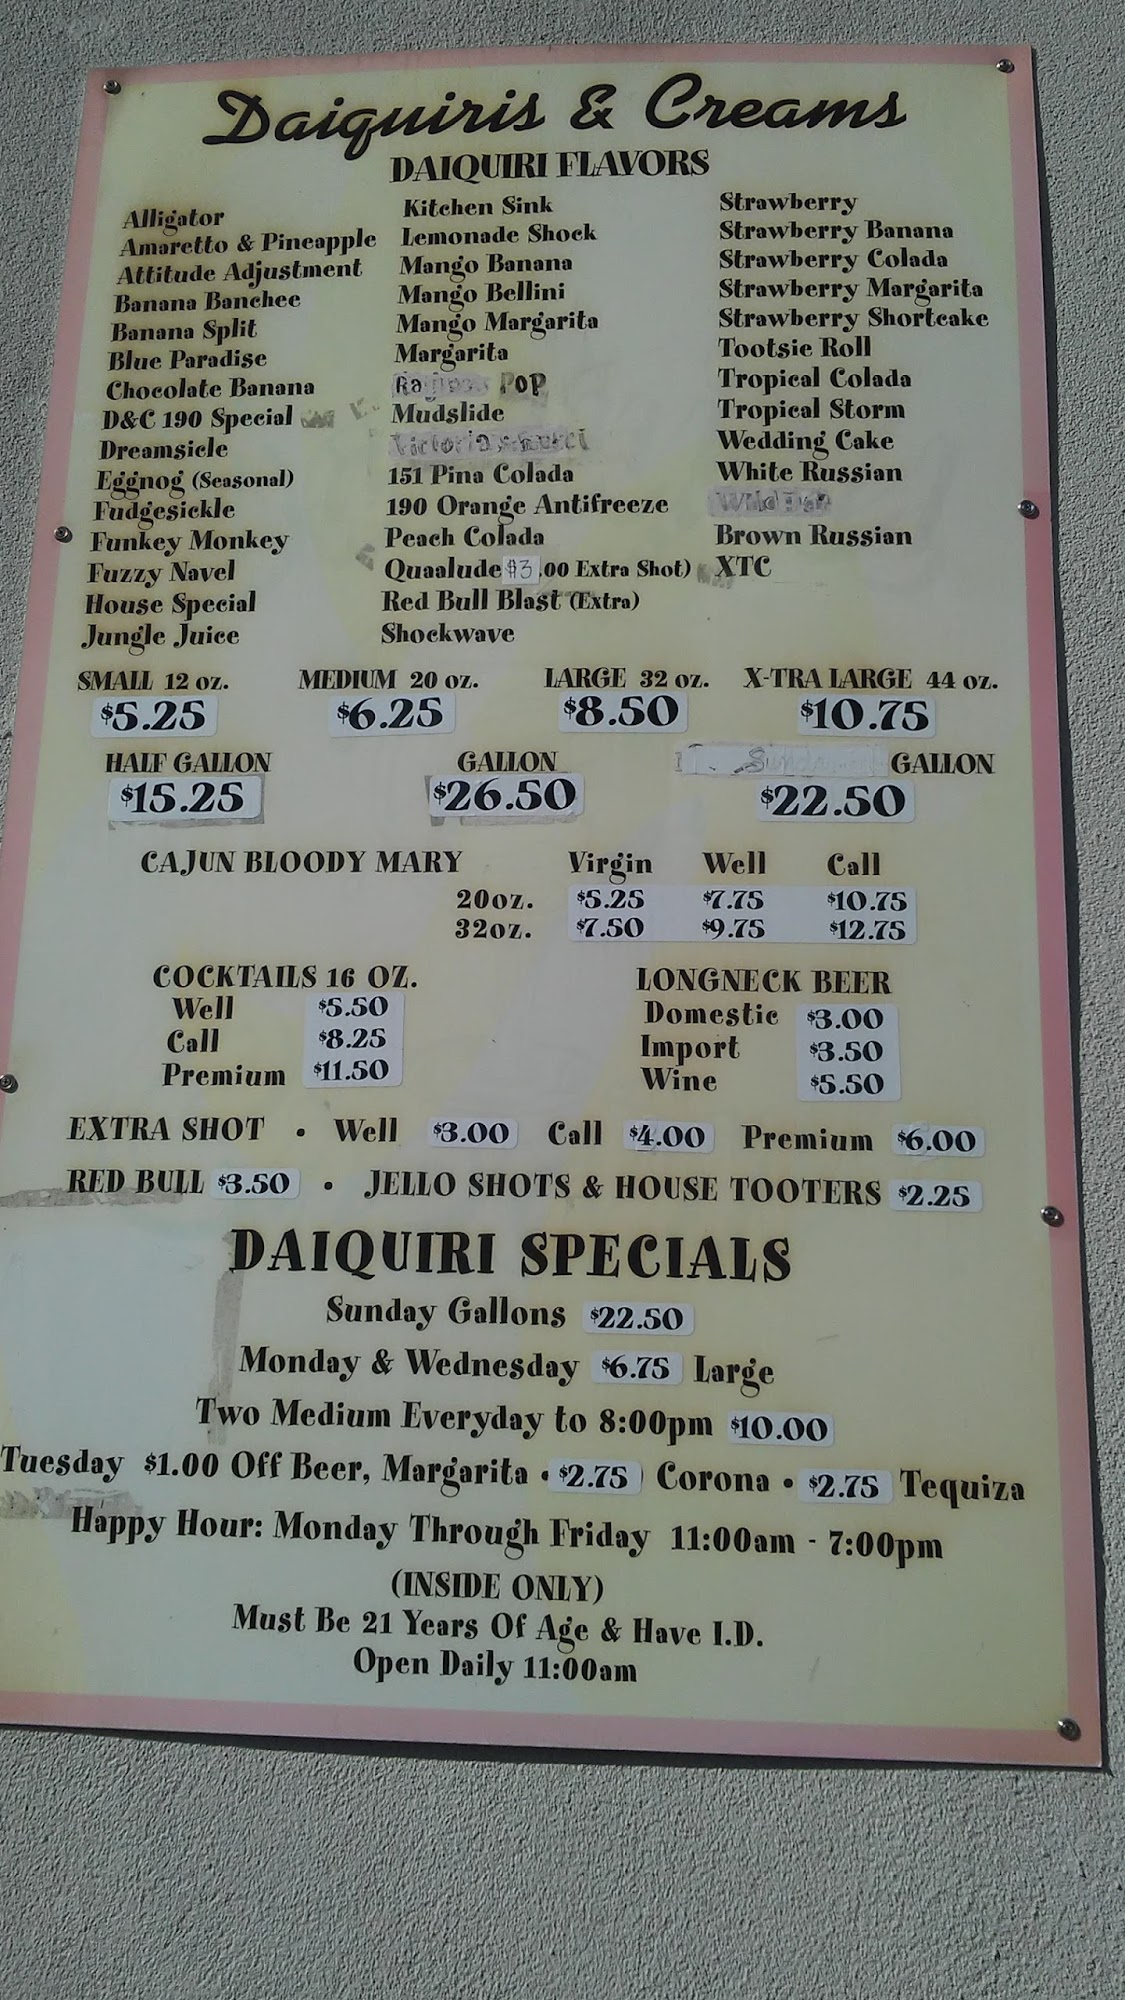 Daiquiris & Creams
DAIQUIRI FLAVORS
Alligator
Amaretto & Pineapple
Attitude Adjustment
Banana Banchee
Banana Split
Blue Paradise
Chocolate Banana
D&C 190 Special
Dreamsicle
Eggnog (Seasonal)
Fudgesickle
Funkey Monkey
Fuzzy Navel
House Special
Jungle Juice
Kitchen Sink
Lemonade Shock
Mango Banana
Mango Bellini
Mango Margarita
Margarita
POP
Mudslide
151 Pina Colada
190 Orange Antifreeze
Peach Colada
Quaalude $3.00 Extra Shot)
Red Bull Blast (Extra)
Shockwave
Strawberry
Strawberry Banana
Strawberry Colada
Strawberry Margarita
Strawberry Shortcake
Tootsie Roll
Tropical Colada
Tropical Storm
Wedding Cake
White Russian
Brown Russian
XTC
SMALL 12 oz. MEDIUM 20 oz. LARGE 32 oz. X-TRA LARGE 44 oz.
$5.25 $6.25 $8.50 $10.75
HALF GALLON GALLON GALLON
$15.25 $26.50 $22.50
CAJUN BLOODY MARY Virgin Well Call
20oz. $5.25 $7.75 $10.75
32oz. $7.50 $9.75 $12.75
COCKTAILS 16 OZ.
Well $5.50
Call $8.25
Premium $11.50
LONGNECK BEER
Domestic $3.00
Import $3.50
Wine $5.50
EXTRA SHOT • Well $3.00 Call $4.00 Premium $6.00
RED BULL $3.50 • JELLO SHOTS & HOUSE TOOTERS $2.25
DAIQUIRI SPECIALS
Sunday Gallons $22.50
Monday & Wednesday $6.75 Large
Two Medium Everyday to 8:00pm $10.00
Tuesday $1.00 Off Beer, Margarita • $2.75 Corona • $2.75 Tequiza
Happy Hour: Monday Through Friday 11:00am - 7:00pm
(INSIDE ONLY)
Must Be 21 Years Of Age & Have I.D.
Open Daily 11:00am